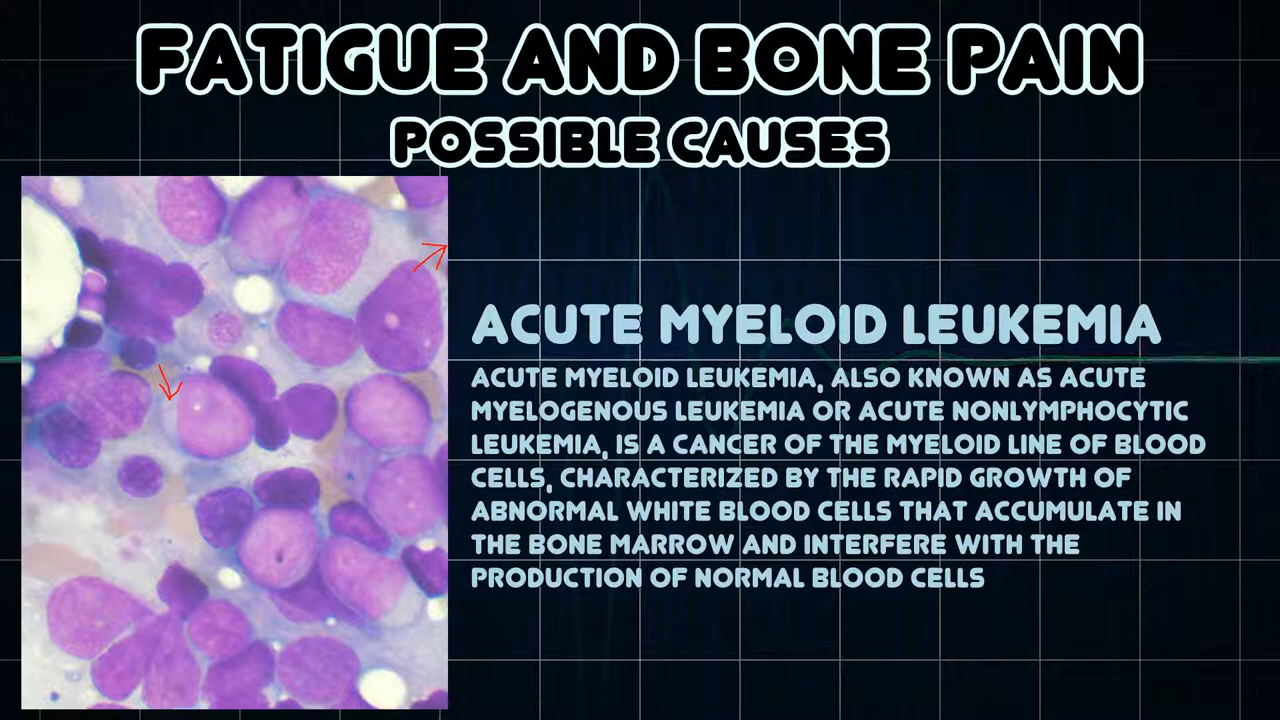 FATIGUE AND BONE PAIN
POSSIBLE CAUSES
ACUTE MYELOID LEUKEMIA
ACUTE MYELOID LEUKEMIA, ALSO KNOWN AS ACUTE
MYELOGENOUS LEUKEMIA OR ACUTE NONLYMPHOCYTIC
LEUKEMIA, IS A CANCER OF THE MYELOID LINE OF BLOOD
CELLS, CHARACTERIZED BY THE RAPID GROWTH OF
ABNORMAL WHITE BLOOD CELLS THAT ACCUMULATE IN
THE BONE MARROW AND INTERFERE WITH THE
PRODUCTION OF NORMAL BLOOD CELLS